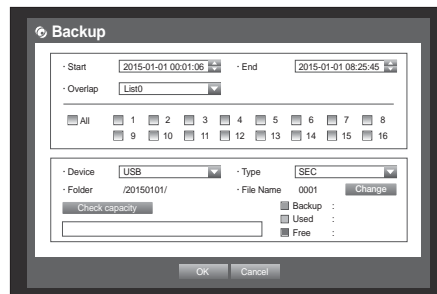 Backup
· Start 2015-01-01 00:01:06 · End 2015-01-01 08:25:45
· Overlap List0
All 1 2 3 4 5 6 7 8
9 10 11 12 13 14 15 16
· Device USB · Type SEC
· Folder /20150101/ · File Name 0001 Change
Check capacity Backup :
Used :
Free :
OK Cancel